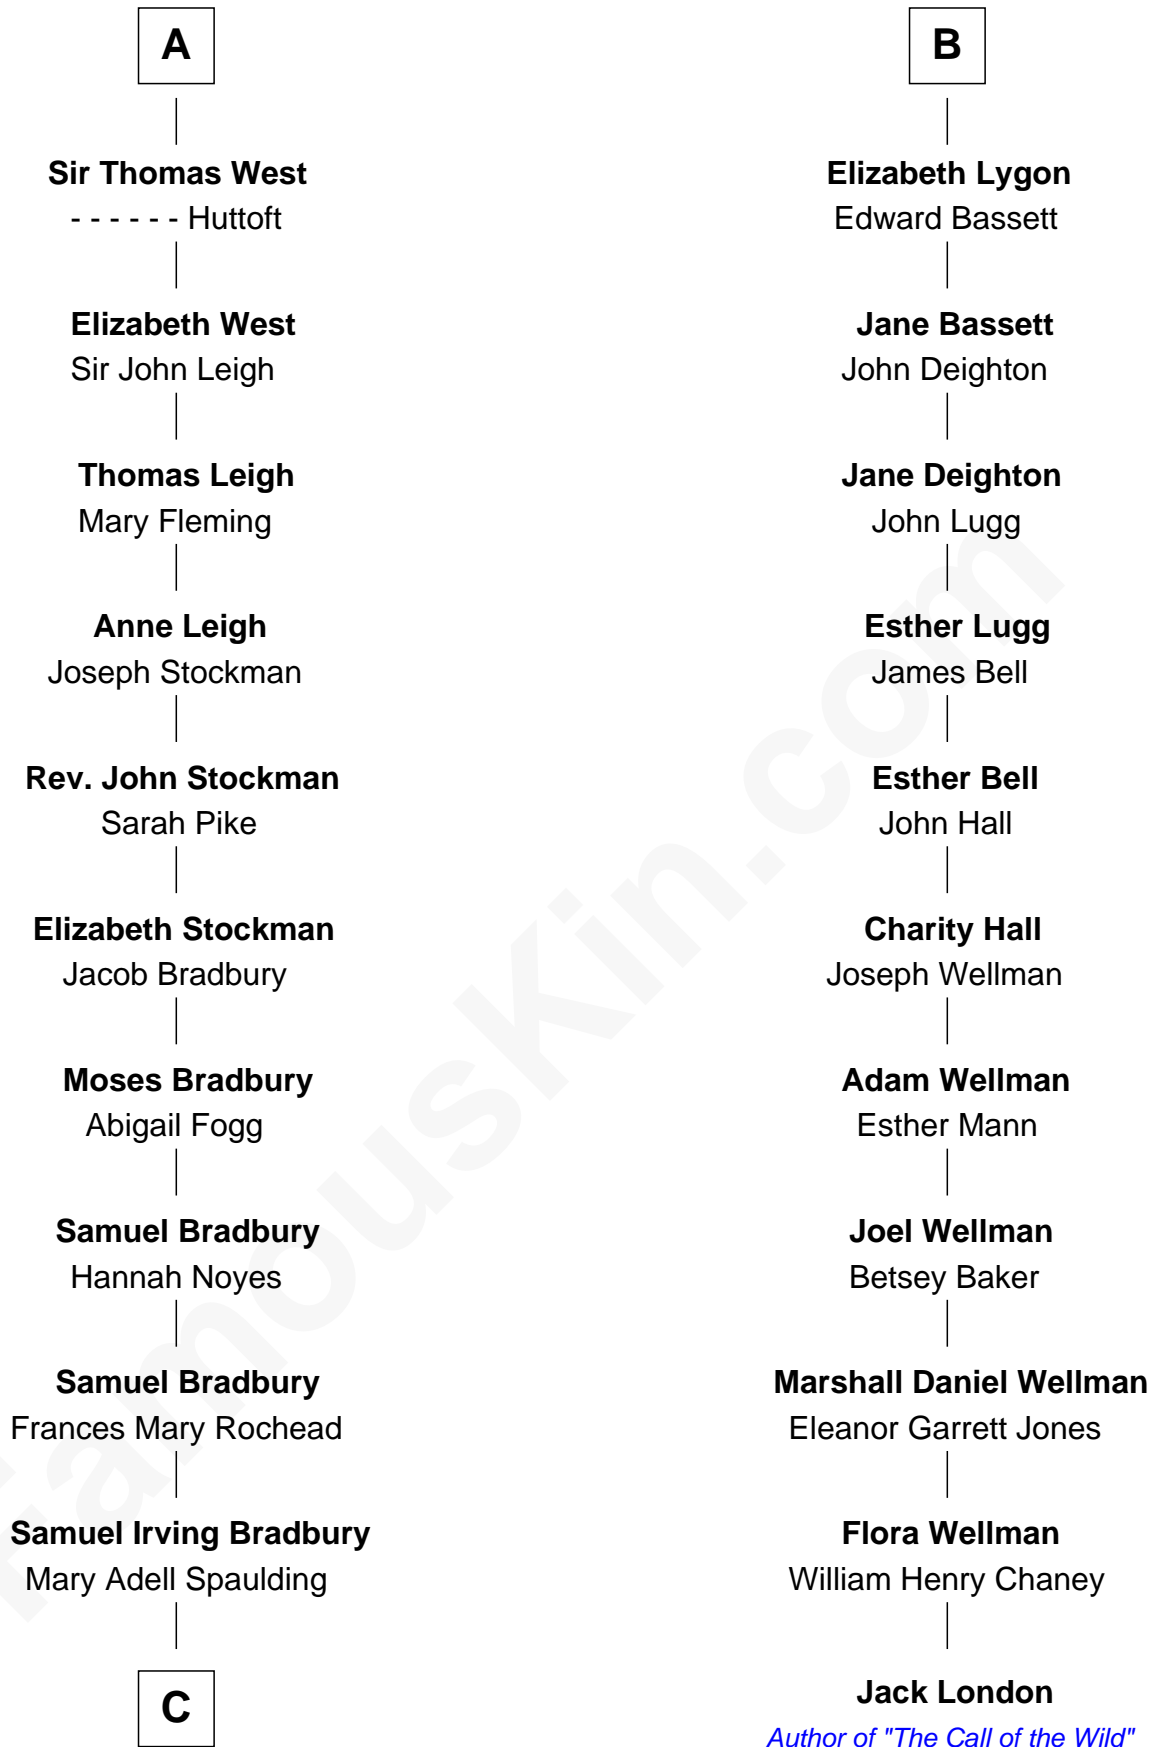 A
Sir Thomas West
- - - - - - Huttoft
Elizabeth West
Sir John Leigh
Thomas Leigh
Mary Fleming
Anne Leigh
Joseph Stockman
Rev. John Stockman
Sarah Pike
Elizabeth Stockman
Jacob Bradbury
Moses Bradbury
Abigail Fogg
Samuel Bradbury
Hannah Noyes
Samuel Bradbury
Frances Mary Rochead
Samuel Irving Bradbury
Mary Adell Spaulding
C
B
Elizabeth Lygon
Edward Bassett
Jane Bassett
John Deighton
Jane Deighton
John Lugg
Esther Lugg
James Bell
Esther Bell
John Hall
Charity Hall
Joseph Wellman
Adam Wellman
Esther Mann
Joel Wellman
Betsey Baker
Marshall Daniel Wellman
Eleanor Garrett Jones
Flora Wellman
William Henry Chaney
Jack London
Author of "The Call of the Wild"
FamousKin.com